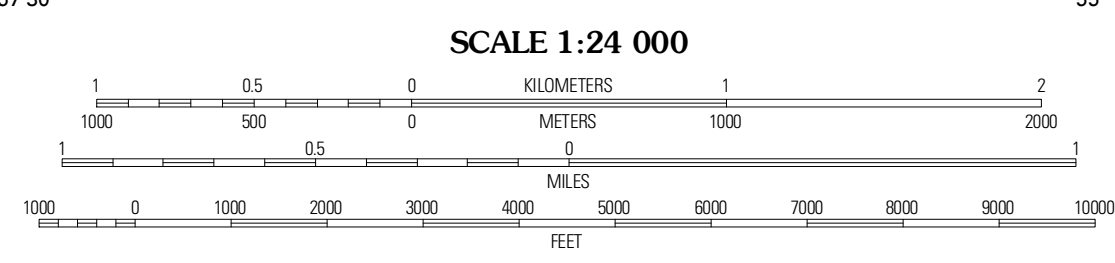 SCALE 1:24 000
1 0.5 0 KILOMETERS 1 2
1000 500 0 METERS 1000 2000
1 0.5 0 1
MILES
1000 0 1000 2000 3000 4000 5000 6000 7000 8000 9000 10000
FEET